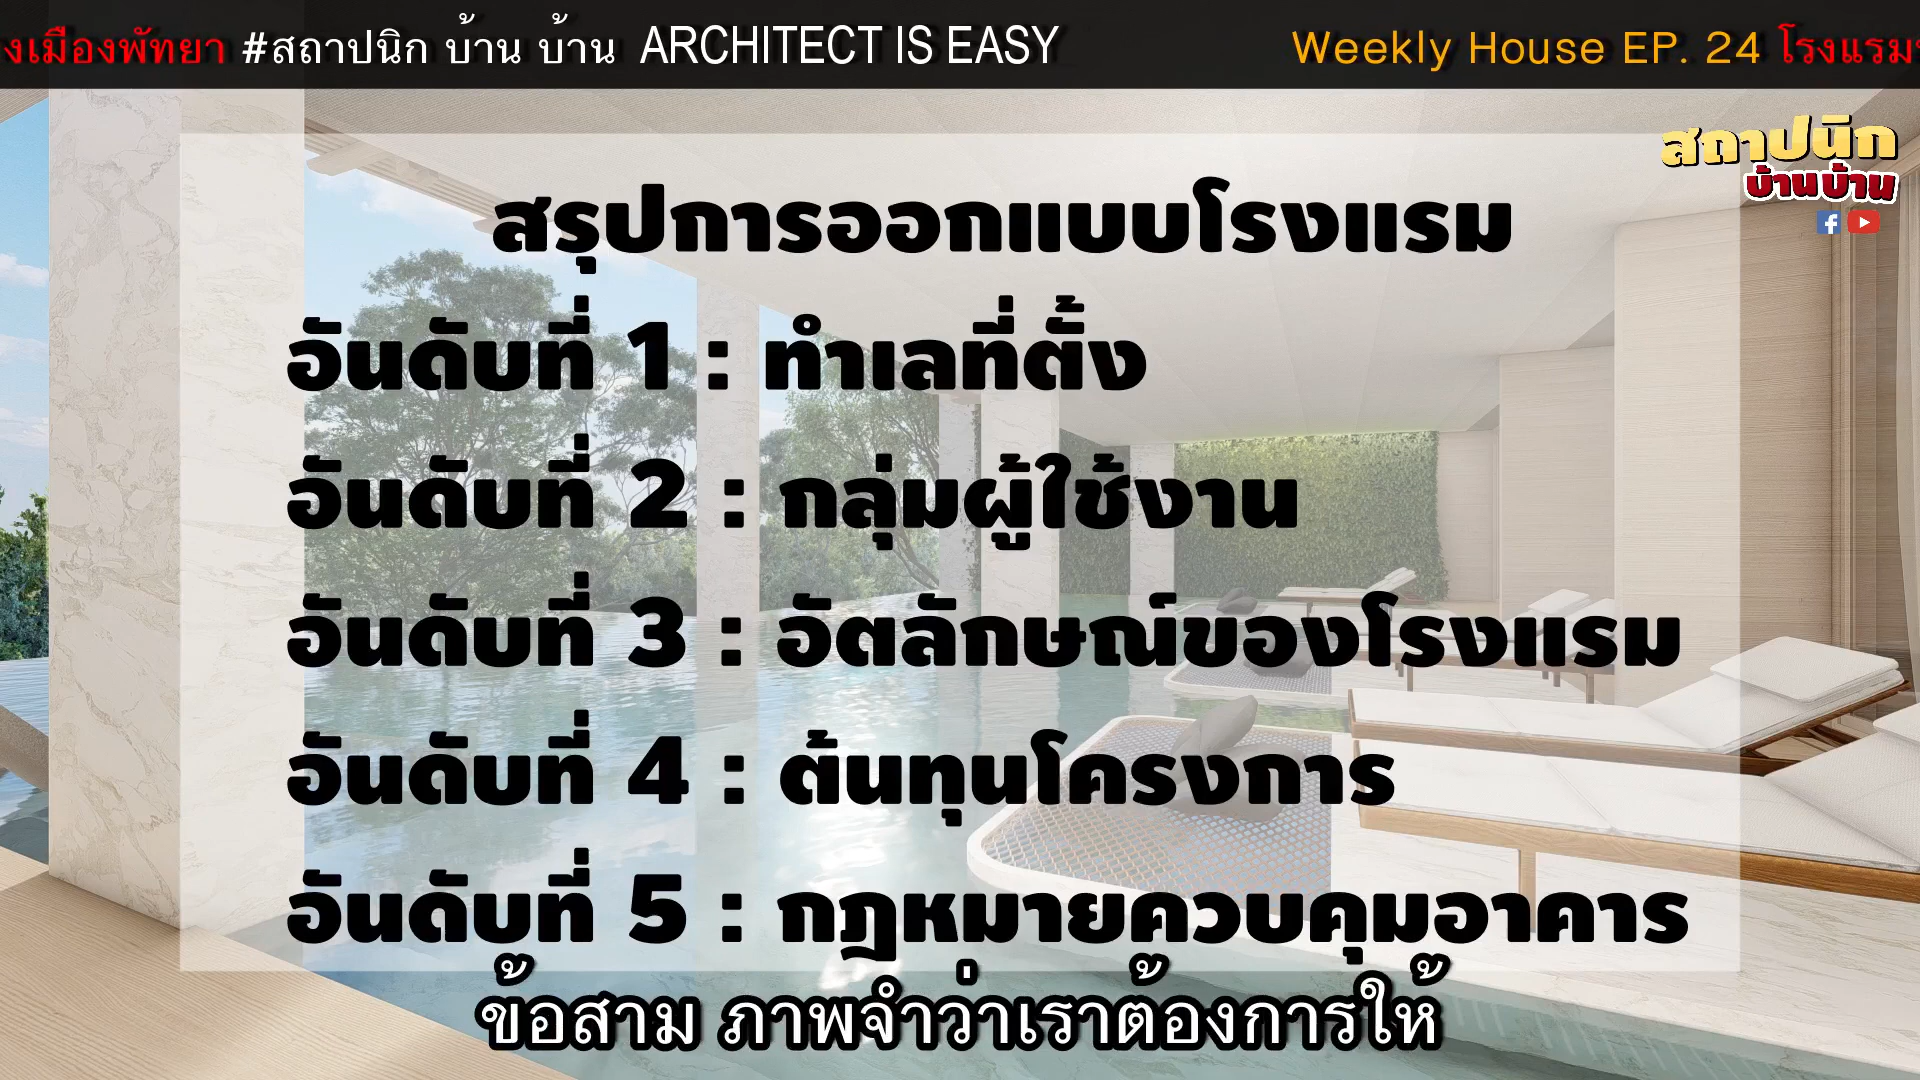 งเมืองพัทยา #สถาปนิก บ้าน บ้าน ARCHITECT IS EASY Weekly House EP. 24 โรงแรม
สถาปนิก
บ้านบ้าน
สรุปการออกแบบโรงแรม
อันดับที่ 1 : ทำเลที่ตั้ง
อันดับที่ 2 : กลุ่มผู้ใช้งาน
อันดับที่ 3 : อัตลักษณ์ของโรงแรม
อันดับที่ 4 : ต้นทุนโครงการ
อันดับที่ 5 : กฎหมายควบคุมอาคาร
ข้อสาม ภาพจำว่าเราต้องการให้